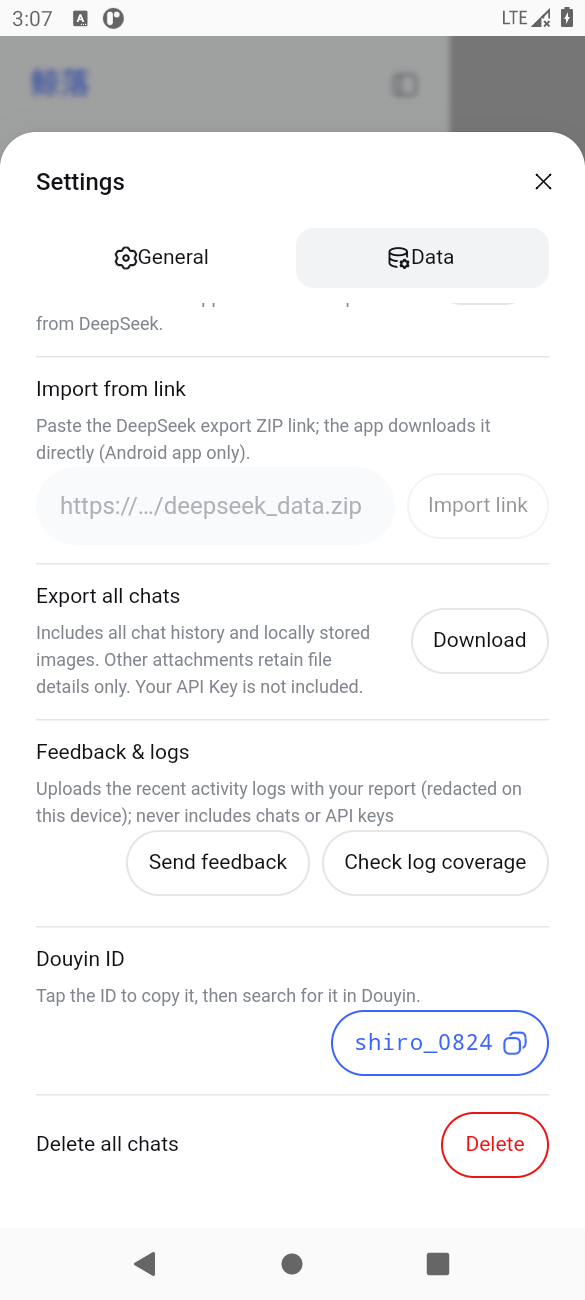 3:07
A
LTE
鲸落
Settings
General
Data
from DeepSeek.
Import from link
Paste the DeepSeek export ZIP link; the app downloads it
directly (Android app only).
https://…/deepseek_data.zip
Import link
Export all chats
Includes all chat history and locally stored
images. Other attachments retain file
details only. Your API Key is not included.
Download
Feedback & logs
Uploads the recent activity logs with your report (redacted on
this device); never includes chats or API keys
Send feedback
Check log coverage
Douyin ID
Tap the ID to copy it, then search for it in Douyin.
shiro_0824
Delete all chats
Delete